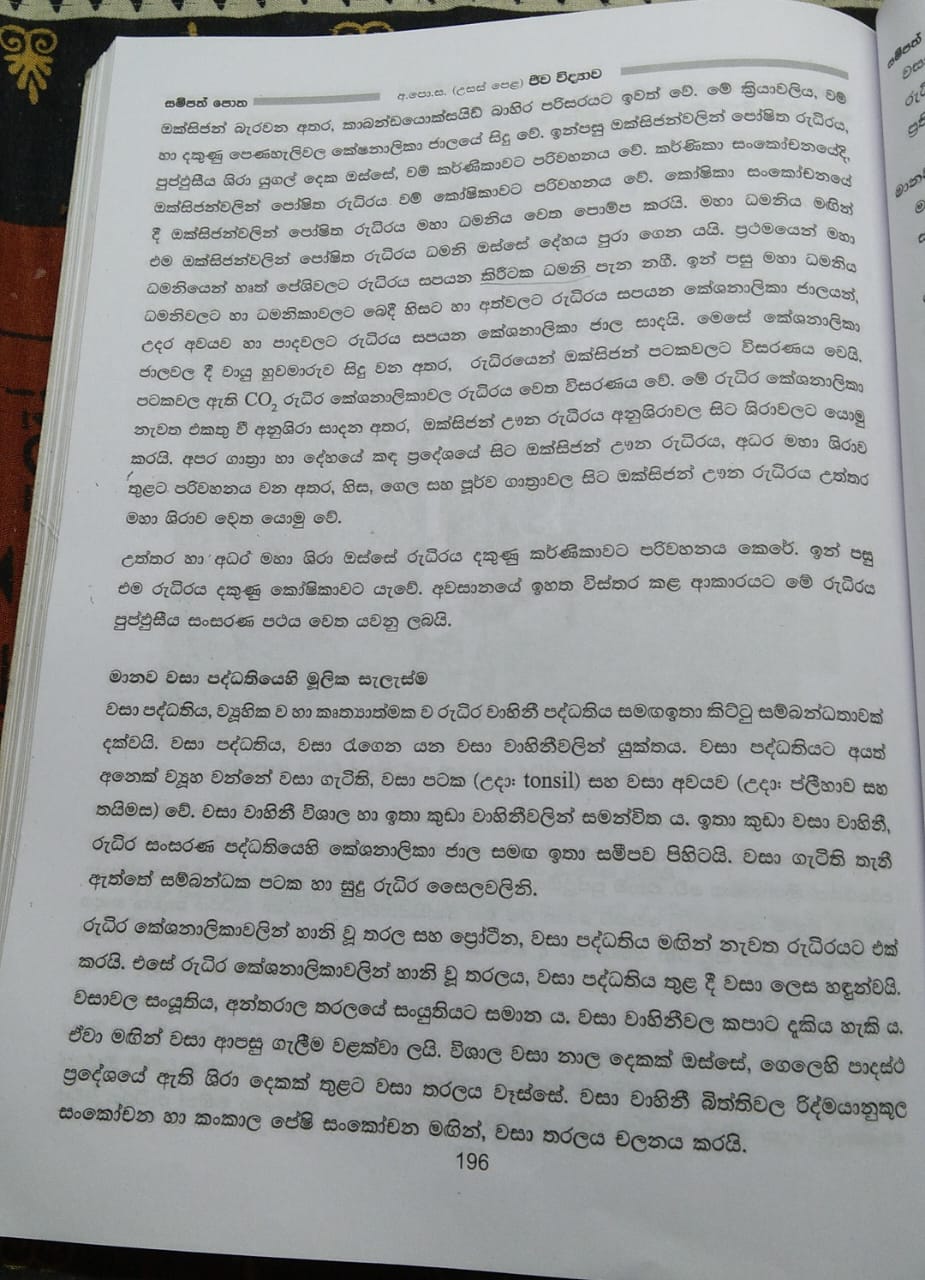 සම්පත් පොත අ.පො.ස. (උසස් පෙළ) ජීව විද්‍යාව
ඔක්සිජන් බැරවන අතර, කාබන්ඩයොක්සයිඩ් බාහිර පරිසරයට ඉවත් වේ. මේ ක්‍රියාවලිය, වම්
හා දකුණු පෙණහැලිවල කේෂනාලිකා ජාලයේ සිදු වේ. ඉන්පසු ඔක්සිජන්වලින් පෝෂිත රුධිරය,
පුප්ඵුසීය ශිරා යුගල් දෙක ඔස්සේ, වම් කර්ණිකාවට පරිවහනය වේ. කර්ණිකා සංකෝචනයේදි,
ඔක්සිජන්වලින් පෝෂිත රුධිරය වම් කෝෂිකාවට පරිවහනය වේ. කෝෂිකා සංකෝචනයේ
දී ඔක්සිජන්වලින් පෝෂිත රුධිරය මහා ධමනිය වෙත පොම්ප කරයි. මහා ධමනිය මඟින්
එම ඔක්සිජන්වලින් පෝෂිත රුධිරය ධමනි ඔස්සේ දේහය පුරා ගෙන යයි. ප්‍රථමයෙන් මහා
ධමනියෙන් හෘත් පේශිවලට රුධිරය සපයන කිරීටක ධමනි පැන නගී. ඉන් පසු මහා ධමනිය
ධමනිවලට හා ධමනිකාවලට බෙදී හිසට හා අත්වලට රුධිරය සපයන කේශනාලිකා ජාලයත්,
උදර අවයව හා පාදවලට රුධිරය සපයන කේශනාලිකා ජාල සාදයි. මෙසේ කේශනාලිකා
ජාලවල දී වායු හුවමාරුව සිදු වන අතර, රුධිරයෙන් ඔක්සිජන් පටකවලට විසරණය වෙයි.
පටකවල ඇති CO₂ රුධිර කේශනාලිකාවල රුධිරය වෙත විසරණය වේ. මේ රුධිර කේශනාලිකා
නැවත එකතු වී අනුශිරා සාදන අතර, ඔක්සිජන් ඌන රුධිරය අනුශිරාවල සිට ශිරාවලට යොමු
කරයි. අපර ගාත්‍රා හා දේහයේ කඳ ප්‍රදේශයේ සිට ඔක්සිජන් ඌන රුධිරය, අධර මහා ශිරාව
තුළට පරිවහනය වන අතර, හිස, ගෙල සහ පූර්ව ගාත්‍රාවල සිට ඔක්සිජන් ඌන රුධිරය උත්තර
මහා ශිරාව වෙත යොමු වේ.
උත්තර හා අධර මහා ශිරා ඔස්සේ රුධිරය දකුණු කර්ණිකාවට පරිවහනය කෙරේ. ඉන් පසු
එම රුධිරය දකුණු කෝෂිකාවට යැවේ. අවසානයේ ඉහත විස්තර කළ ආකාරයට මේ රුධිරය
පුප්ඵුසීය සංසරණ පථය වෙත යවනු ලබයි.
මානව වසා පද්ධතියෙහි මූලික සැලැස්ම
වසා පද්ධතිය, ව්‍යුහික ව හා කෘත්‍යාත්මක ව රුධිර වාහිනී පද්ධතිය සමඟඉතා කිට්ටු සම්බන්ධතාවක්
දක්වයි. වසා පද්ධතිය, වසා රැගෙන යන වසා වාහිනීවලින් යුක්තය. වසා පද්ධතියට අයත්
අනෙක් ව්‍යුහ වන්නේ වසා ගැටිති, වසා පටක (උදා: tonsil) සහ වසා අවයව (උදා: ප්ලීහාව සහ
තයිමස) වේ. වසා වාහිනී විශාල හා ඉතා කුඩා වාහිනීවලින් සමන්විත ය. ඉතා කුඩා වසා වාහිනී,
රුධිර සංසරණ පද්ධතියෙහි කේශනාලිකා ජාල සමඟ ඉතා සමීපව පිහිටයි. වසා ගැටිති තැනී
ඇත්තේ සම්බන්ධක පටක හා සුදු රුධිර සෛලවලිනි.
රුධිර කේශනාලිකාවලින් හානි වූ තරල සහ ප්‍රෝටීන, වසා පද්ධතිය මඟින් නැවත රුධිරයට එක්
කරයි. එසේ රුධිර කේශනාලිකාවලින් හානි වූ තරලය, වසා පද්ධතිය තුළ දී වසා ලෙස හඳුන්වයි.
වසාවල සංයුතිය, අන්තරාල තරලයේ සංයුතියට සමාන ය. වසා වාහිනීවල කපාට දැකිය හැකි ය.
ඒවා මඟින් වසා ආපසු ගැලීම වළක්වා ලයි. විශාල වසා නාල දෙකක් ඔස්සේ, ගෙලෙහි පාදස්ථ
ප්‍රදේශයේ ඇති ශිරා දෙකක් තුළට වසා තරලය වෑස්සේ. වසා වාහිනී බිත්තිවල රිද්මයානුකූල
සංකෝචන හා කංකාල පේෂි සංකෝචන මඟින්, වසා තරලය චලනය කරයි.
196